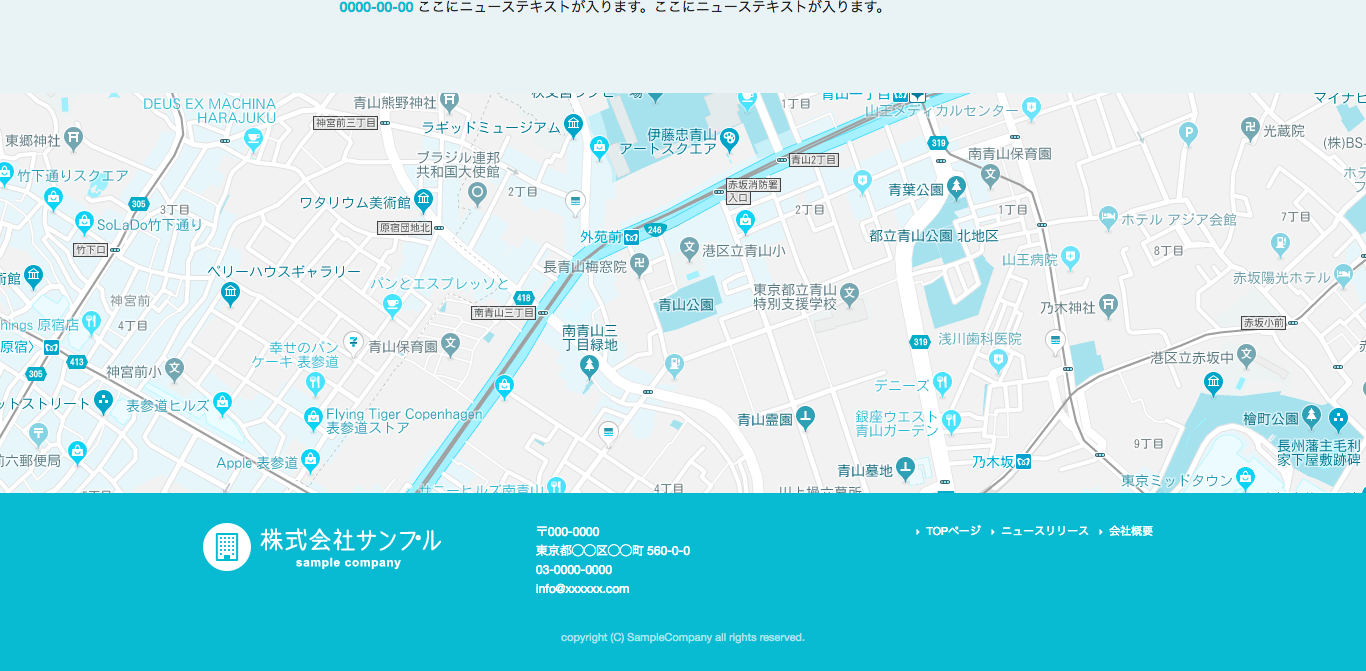 0000-00-00 ここにニューステキストが入ります。ここにニューステキストが入ります。
DEUS EX MACHINA
HARAJUKU
青山熊野神社
1丁目
山王メディカルセンター
東郷神社
神宮前三丁目
ラギッドミュージアム
伊藤忠青山
アートスクエア
319
光蔵院
竹下通りスクエア
ブラジル連邦
共和国大使館
青山2丁目
南青山保育園
305
3丁目
ワタリウム美術館
2丁目
赤坂消防署
入口
青葉公園
SoLaDo竹下通り
原宿団地北
2丁目
1丁目
ホテル アジア会館
7丁目
竹下口
外苑前
246
港区立青山小
都立青山公園 北地区
8丁目
ベリーハウスギャラリー
長青山梅窓院
山王病院
赤坂陽光ホテル
パンとエスプレッソと
神宮前
418
青山公園
東京都立青山
特別支援学校
乃木神社
4丁目
南青山三丁目
南青山三
丁目緑地
赤坂小前
原宿店
幸せのパン
ケーキ 表参道
青山保育園
319
浅川歯科医院
413
港区立赤坂中
305
神宮前小
デニーズ
表参道ヒルズ
Flying Tiger Copenhagen
表参道ストア
青山霊園
銀座ウエスト
青山ガーデン
檜町公園
Apple 表参道
9丁目
長州藩主毛利
家下屋敷跡碑
乃木坂
青山墓地
東京ミッドタウン
サニーヒルズ南青山
4丁目
株式会社サンプル
sample company
〒000-0000
東京都〇〇区〇〇町 560-0-0
03-0000-0000
info@xxxxxx.com
TOPページ ニュースリリース 会社概要
copyright (C) SampleCompany all rights reserved.